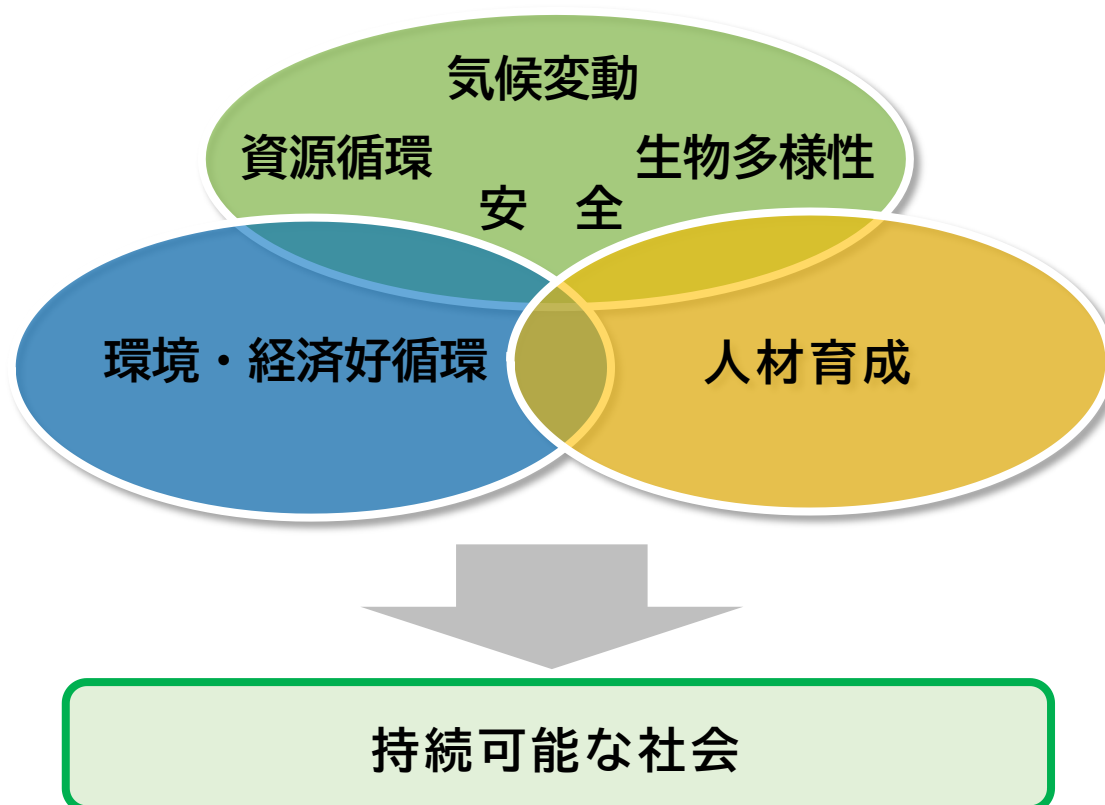 気候変動
資源循環 生物多様性
安　全
環境・経済好循環 人材育成
持続可能な社会